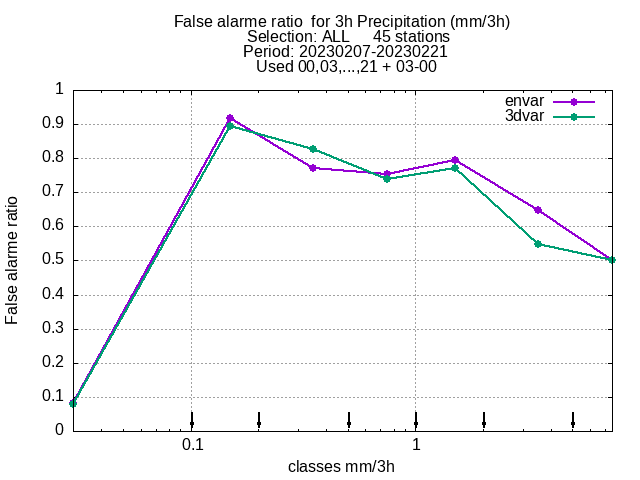 False alarme ratio  for 3h Precipitation (mm/3h)
Selection: ALL     45 stations
Period: 20230207-20230221
Used 00,03,...,21 + 03-00
envar
3dvar
1
0.9
0.8
0.7
0.6
0.5
0.4
0.3
0.2
0.1
0
False alarme ratio
0.1
1
classes mm/3h